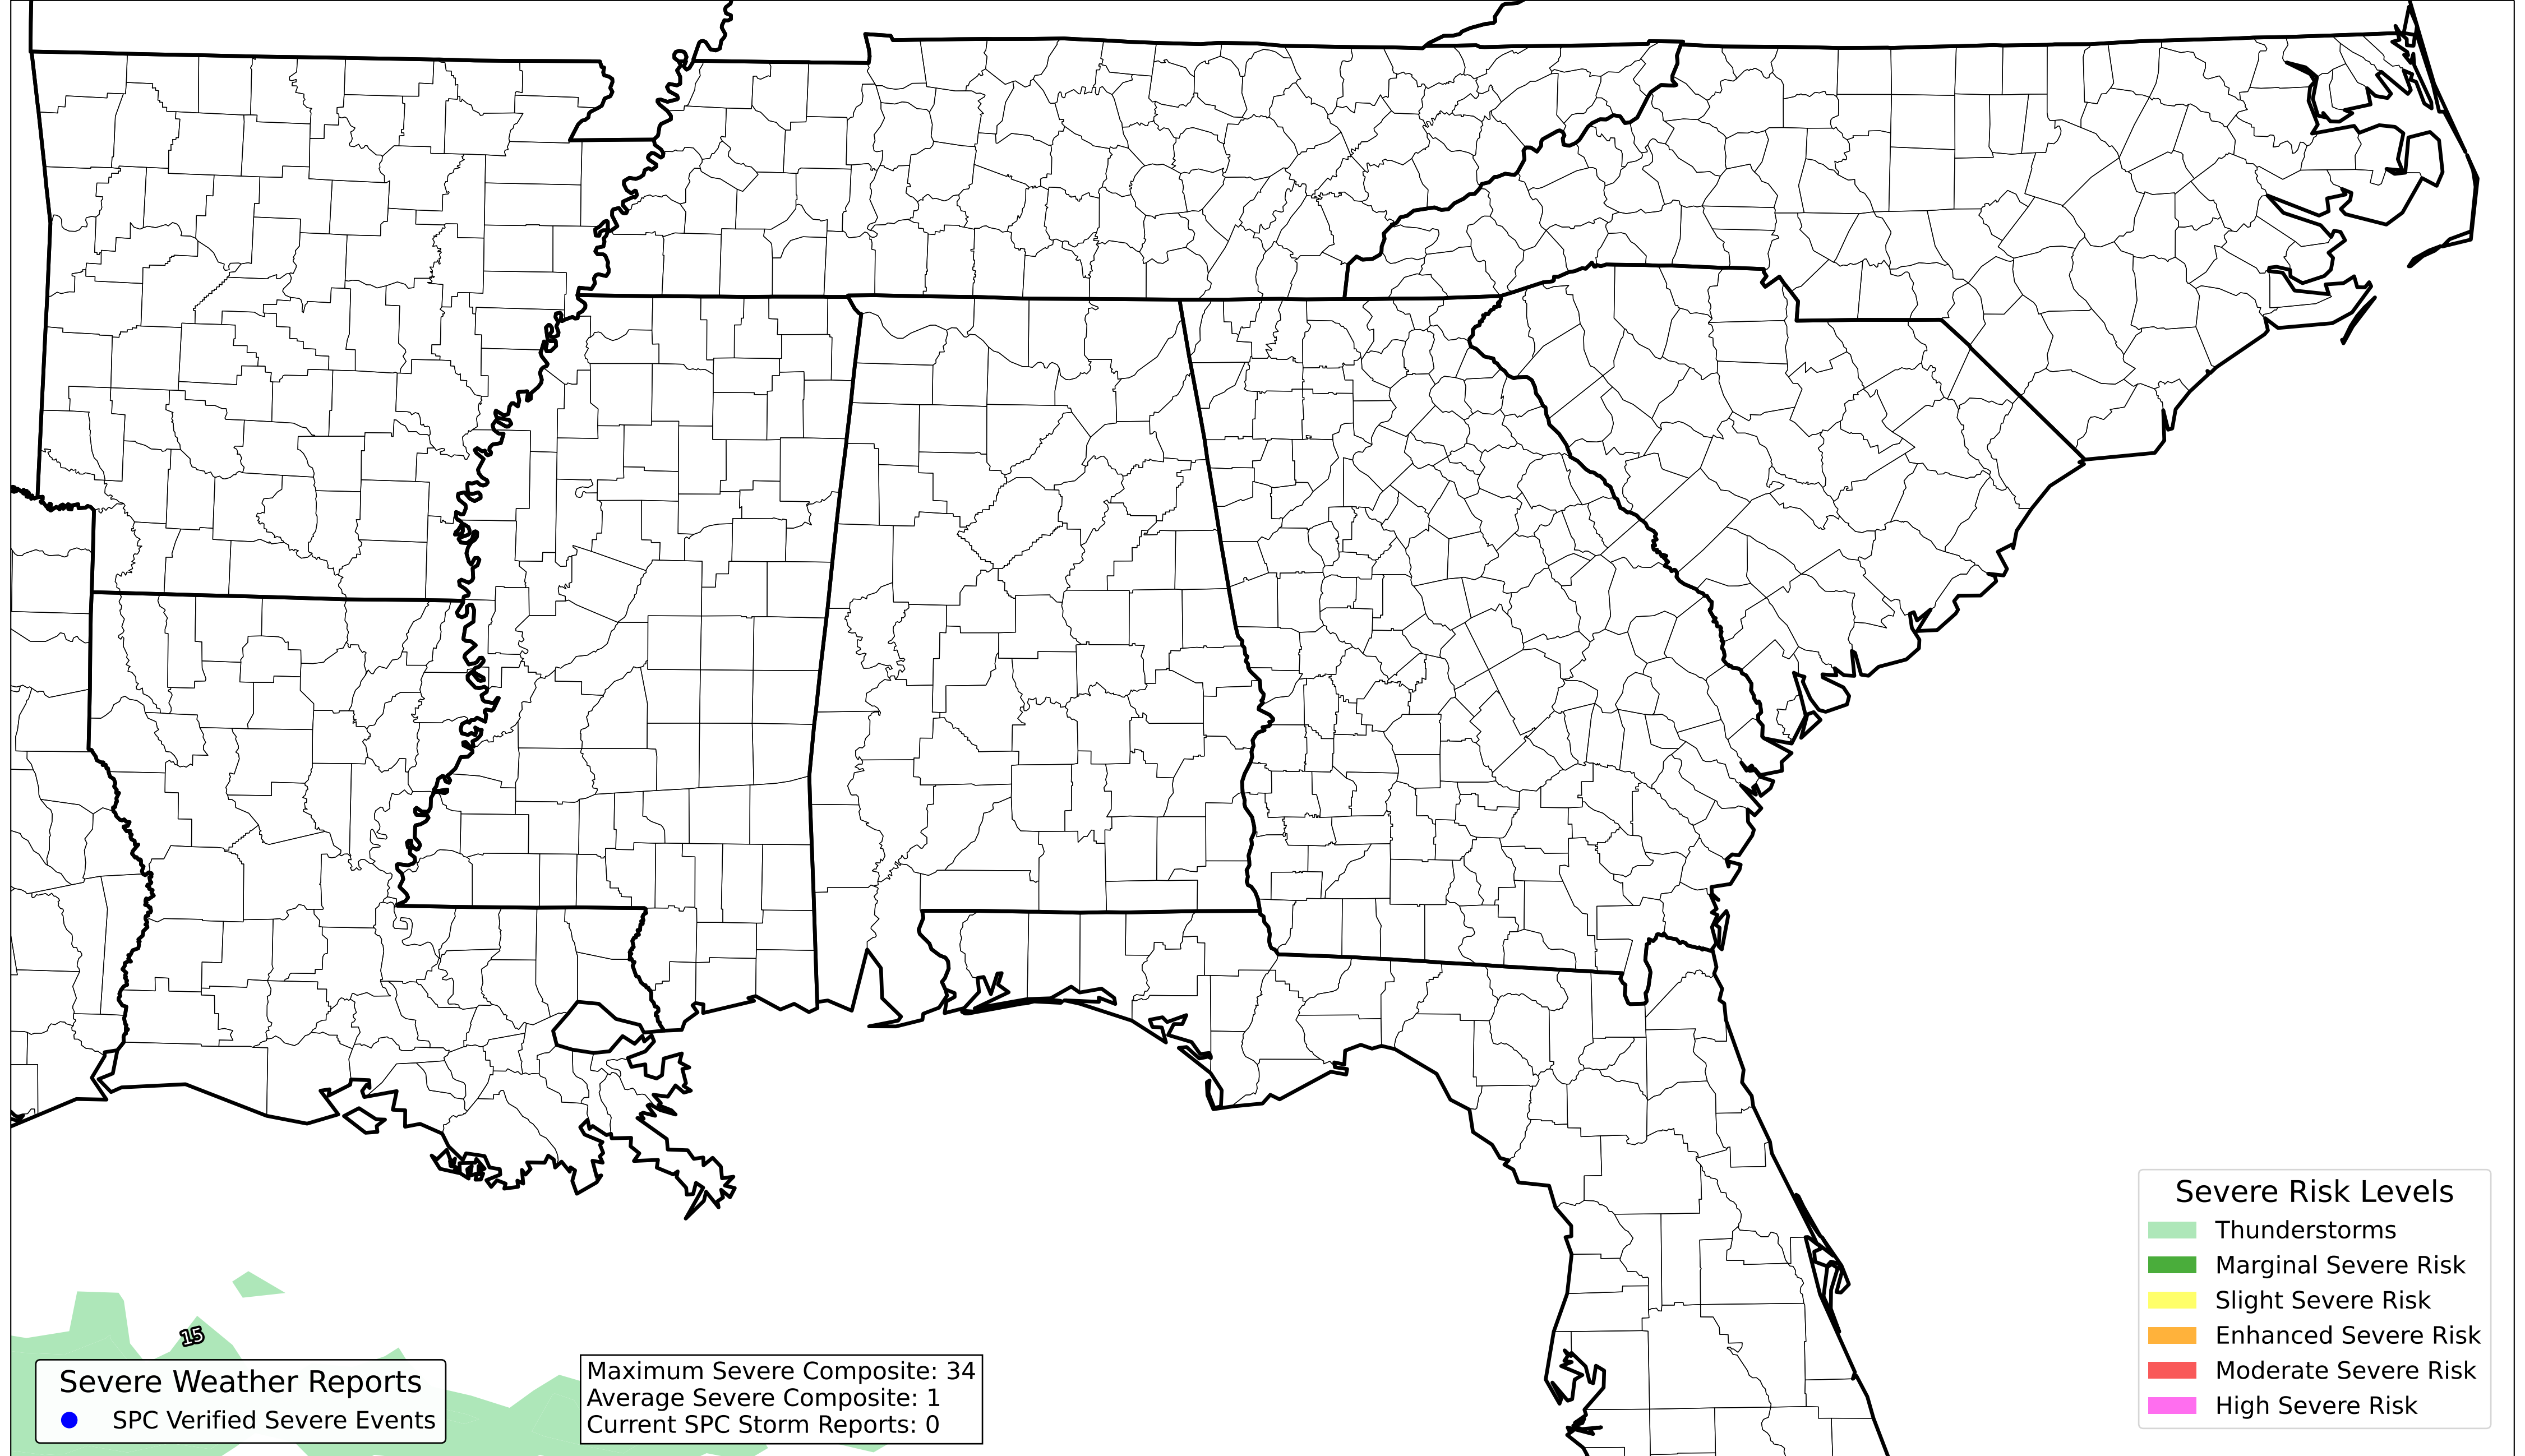 15
Severe Weather Reports
SPC Verified Severe Events
Maximum Severe Composite: 34
Average Severe Composite: 1
Current SPC Storm Reports: 0
Severe Risk Levels
Thunderstorms
Marginal Severe Risk
Slight Severe Risk
Enhanced Severe Risk
Moderate Severe Risk
High Severe Risk